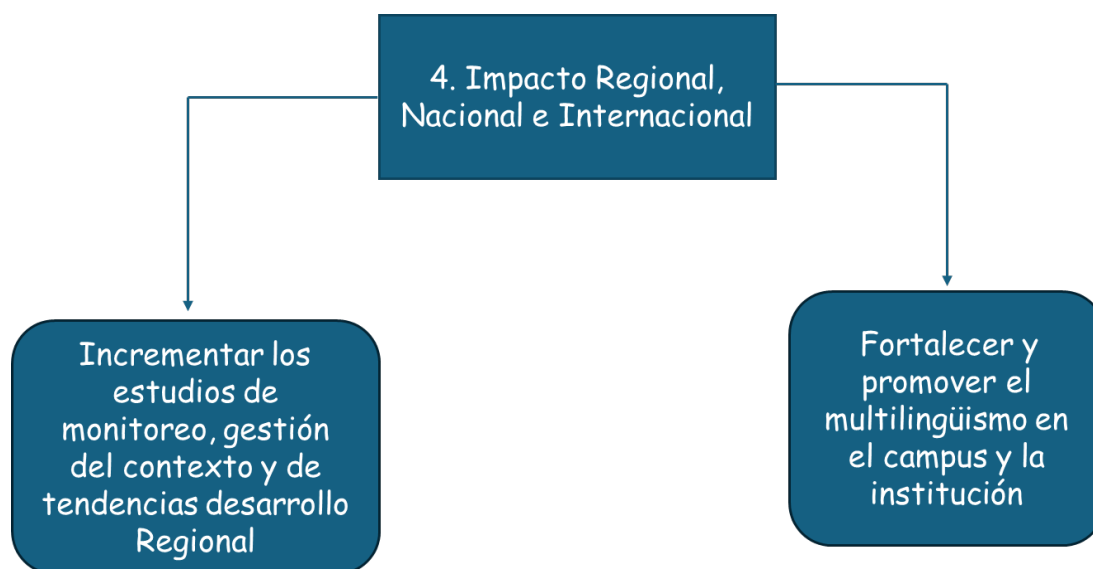 4. Impacto Regional,
Nacional e Internacional
Incrementar los
estudios de
monitoreo, gestión
del contexto y de
tendencias desarrollo
Regional
Fortalecer y
promover el
multilingüismo en
el campus y la
institución